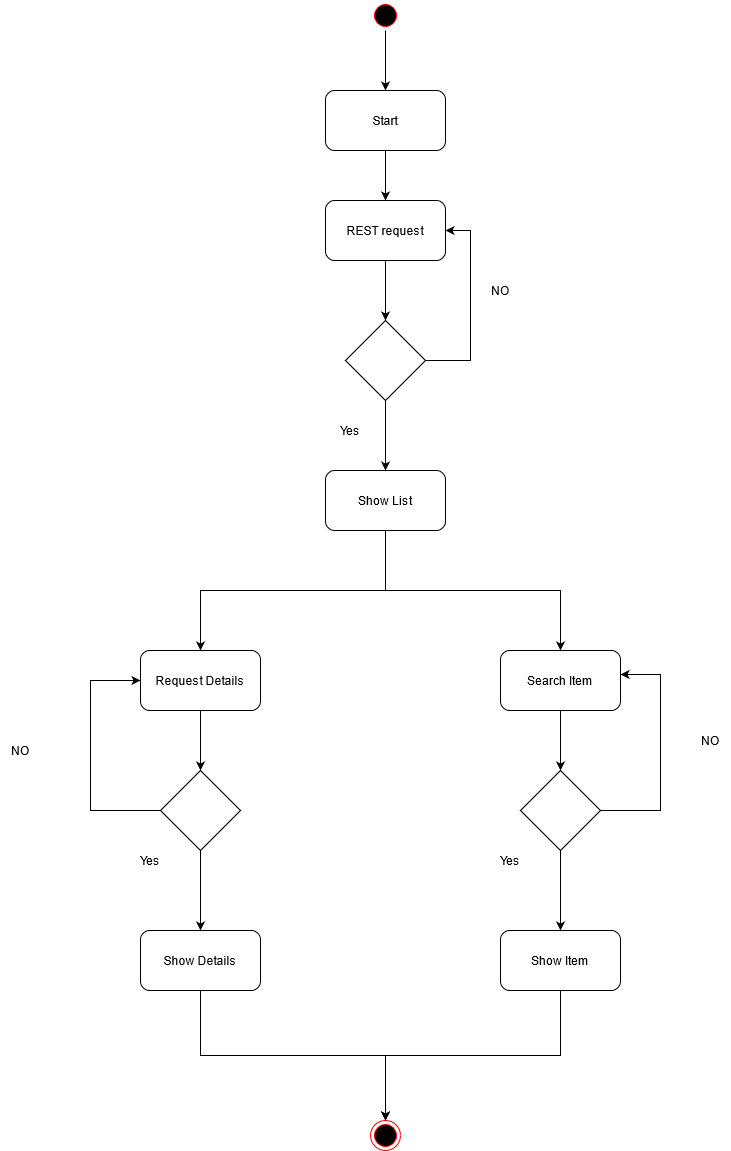 Start
REST request
NO
Yes
Show List
Request Details
Search Item
NO
NO
Yes
Yes
Show Details
Show Item